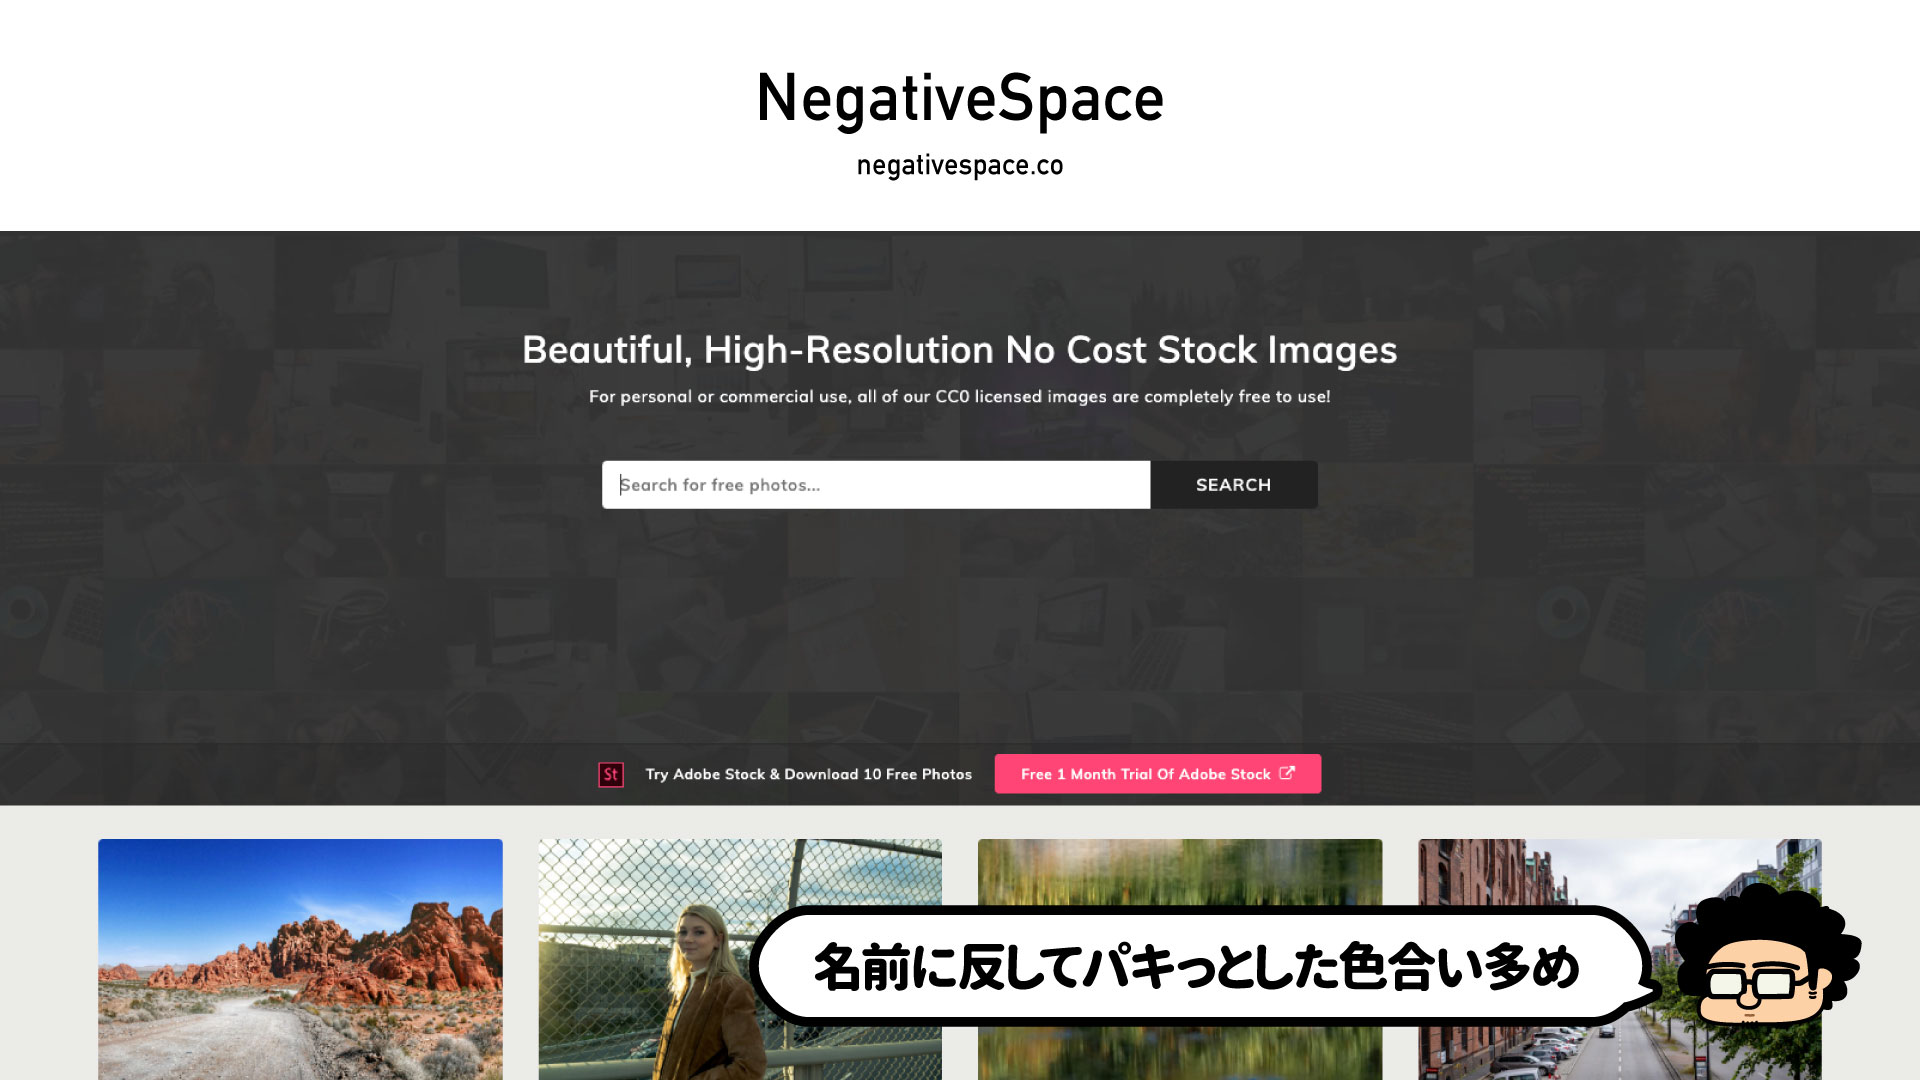 NegativeSpace
negativespace.co
Beautiful, High-Resolution No Cost Stock Images
For personal or commercial use, all of our CC0 licensed images are completely free to use!
Search for free photos...
SEARCH
St Try Adobe Stock & Download 10 Free Photos
Free 1 Month Trial Of Adobe Stock
名前に反してパキっとした色合い多め